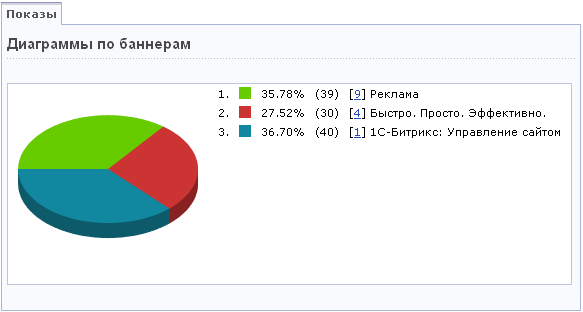 Показы
Диаграммы по баннерам
1. 35.78% (39) [9] Реклама
2. 27.52% (30) [4] Быстро. Просто. Эффективно.
3. 36.70% (40) [1] 1С-Битрикс: Управление сайтом